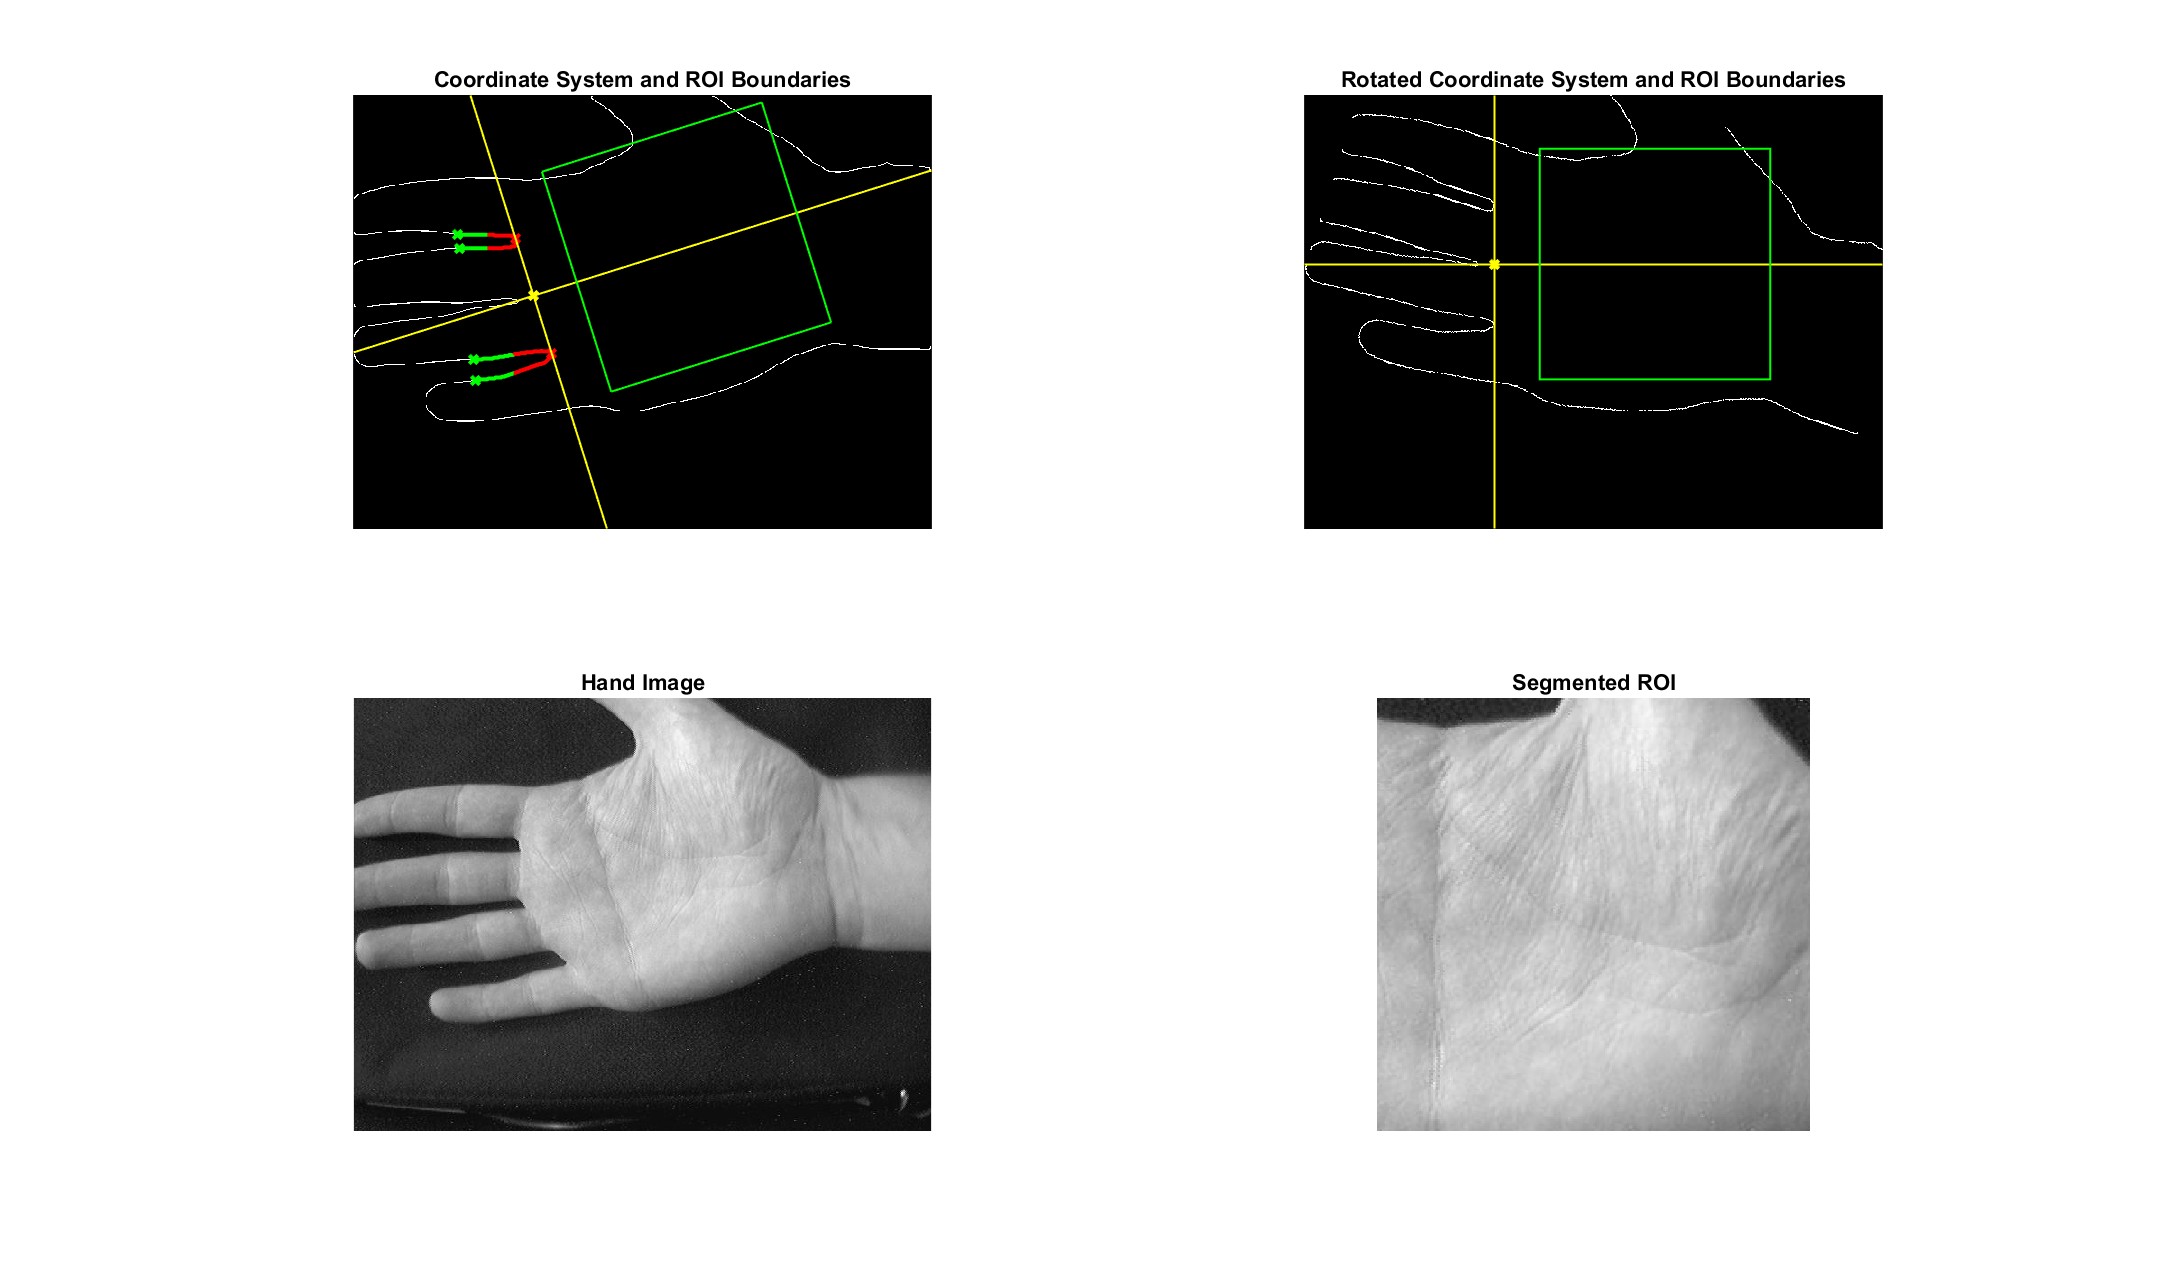 Coordinate System and ROI Boundaries
Rotated Coordinate System and ROI Boundaries
Hand Image
Segmented ROI